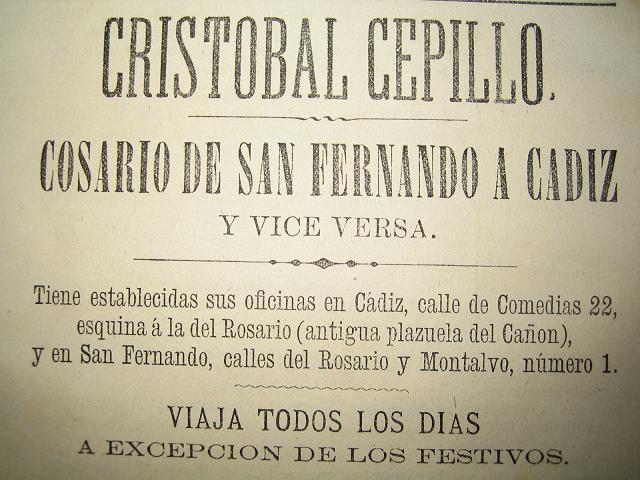 CRISTOBAL CEPILLO.
COSARIO DE SAN FERNANDO A CADIZ
Y VICE VERSA.
Tiene establecidas sus oficinas en Cádiz, calle de Comedias 22,
esquina á la del Rosario (antigua plazuela del Cañon),
y en San Fernando, calles del Rosario y Montalvo, número 1.
VIAJA TODOS LOS DIAS
A EXCEPCION DE LOS FESTIVOS.